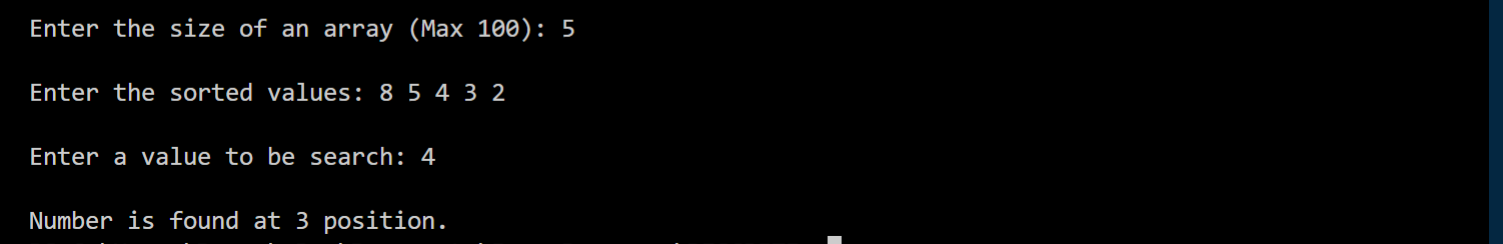 Enter the size of an array (Max 100): 5
Enter the sorted values: 8 5 4 3 2
Enter a value to be search: 4
Number is found at 3 position.